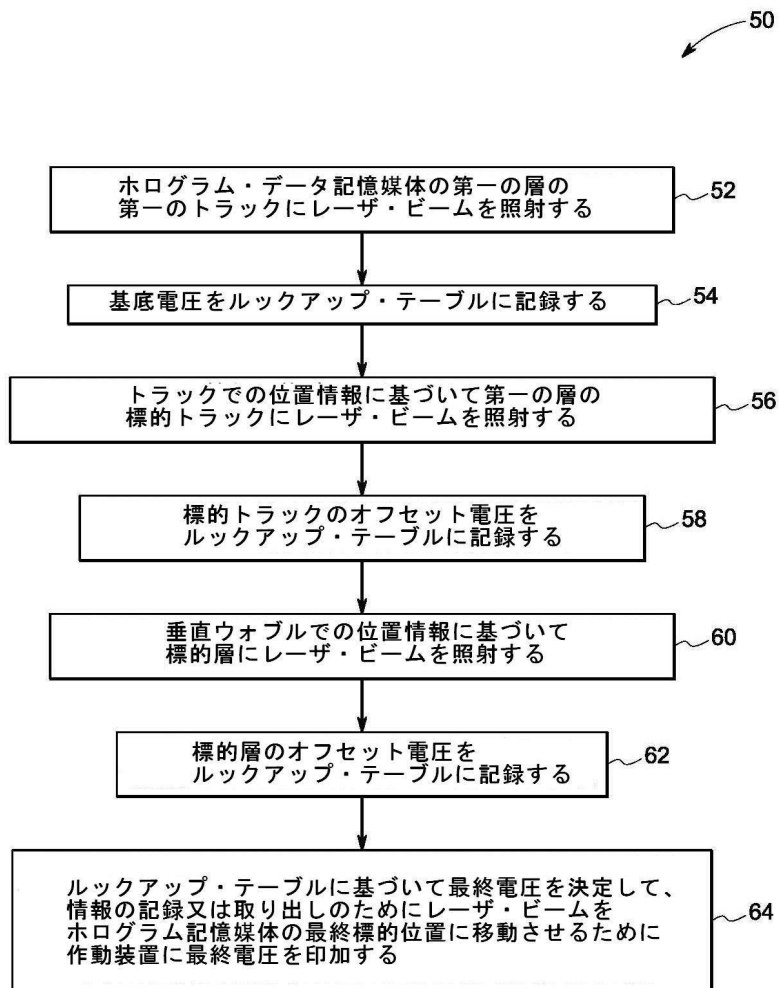 50
ホログラム・データ記憶媒体の第一の層の
第一のトラックにレーザ・ビームを照射する
52
基底電圧をルックアップ・テーブルに記録する
54
トラックでの位置情報に基づいて第一の層の
標的トラックにレーザ・ビームを照射する
56
標的トラックのオフセット電圧を
ルックアップ・テーブルに記録する
58
垂直ウォブルでの位置情報に基づいて
標的層にレーザ・ビームを照射する
60
標的層のオフセット電圧を
ルックアップ・テーブルに記録する
62
ルックアップ・テーブルに基づいて最終電圧を決定して、
情報の記録又は取り出しのためにレーザ・ビームを
ホログラム記憶媒体の最終標的位置に移動させるために
作動装置に最終電圧を印加する
64